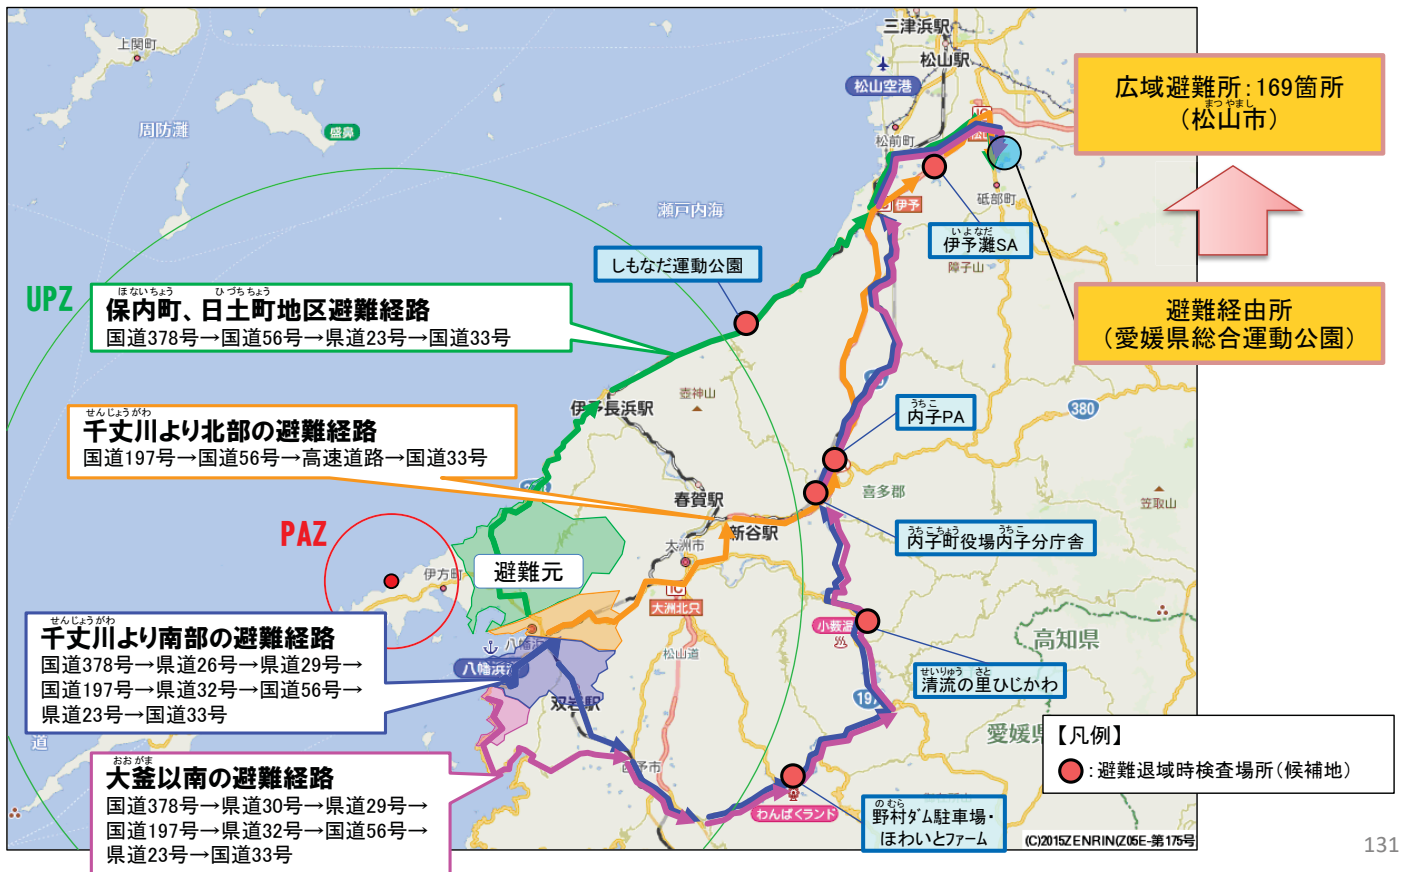 三津浜駅
上関町
松山駅
松山空港
広域避難所：169箇所
まつやまし
（松山市）
周防灘
盛鼻
松前町
IC
砥部町
瀬戸内海
伊予
いよなだ
伊予灘SA
障子山
しもなだ運動公園
UPZ
ほないちょう ひづちちょう
保内町、日土町地区避難経路
国道378号→国道56号→県道23号→国道33号
避難経由所
（愛媛県総合運動公園）
伊予長浜駅
壺神山
380
うちこ
内子PA
せんじょうがわ
千丈川より北部の避難経路
国道197号→国道56号→高速道路→国道33号
春賀駅
喜多郡
笠取山
新谷駅
うちこちょう うちこ
内子町役場内子分庁舎
PAZ
大洲市
避難元
伊方町
IC
大洲北只
せんじょうがわ
千丈川より南部の避難経路
国道378号→県道26号→県道29号→
国道197号→県道32号→国道56号→
県道23号→国道33号
八幡浜
松山道
小薮温
高知県
せいりゅう さと
清流の里ひじかわ
双岩駅
197
愛媛県
【凡例】
：避難退域時検査場所（候補地）
道
おおがま
大釜以南の避難経路
国道378号→県道30号→県道29号→
国道197号→県道32号→国道56号→
県道23号→国道33号
西予市
わんぱくランド
のむら
野村ダム駐車場・
ほわいとファーム
(C)2015ZENRIN(Z05E-第175号
131